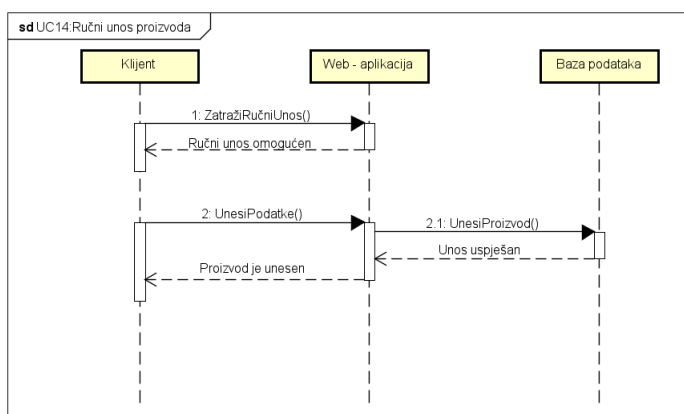 sd UC14:Ručni unos proizvoda
Klijent
Web - aplikacija
Baza podataka
1: ZatražiRučniUnos()
Ručni unos omogućen
2: UnesiPodatke()
2.1: UnesiProizvod()
Unos uspješan
Proizvod je unesen